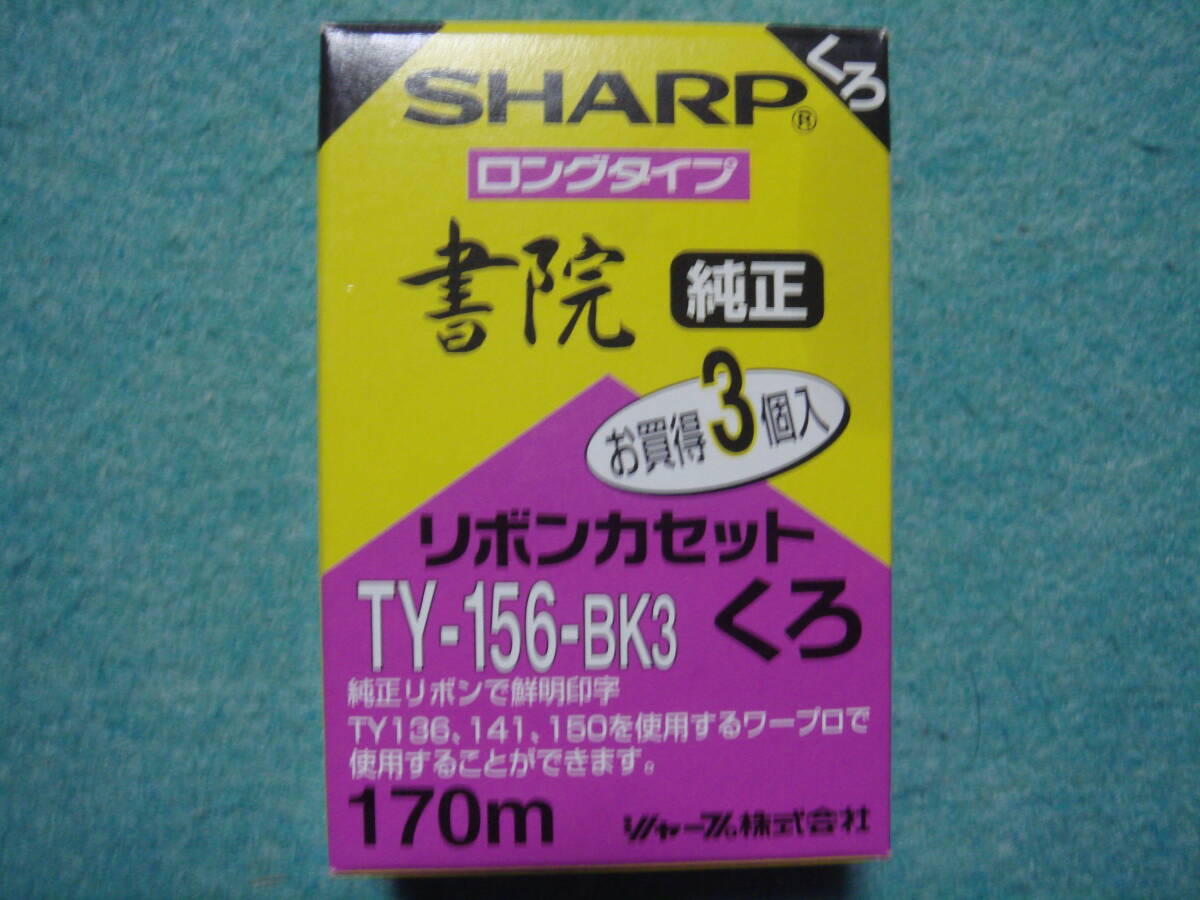 くろ
SHARP®
ロングタイプ
書院 純正
お買得3個入
リボンカセット
TY-156-BK3 くろ
純正リボンで鮮明印字
TY136、141、150を使用するワープロで
使用することができます。
170m シャープ株式会社